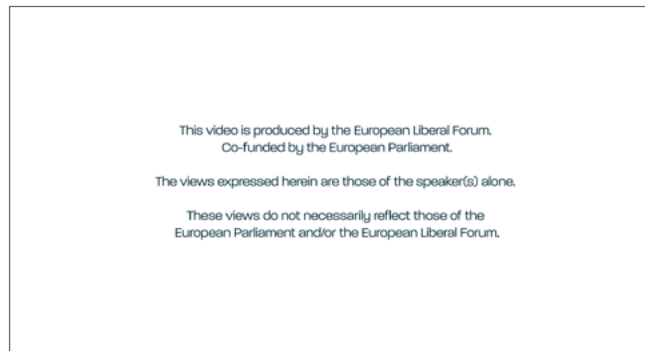 This video is produced by the European Liberal Forum.
Co-funded by the European Parliament.
The views expressed herein are those of the speaker(s) alone.
These views do not necessarily reflect those of the
European Parliament and/or the European Liberal Forum.